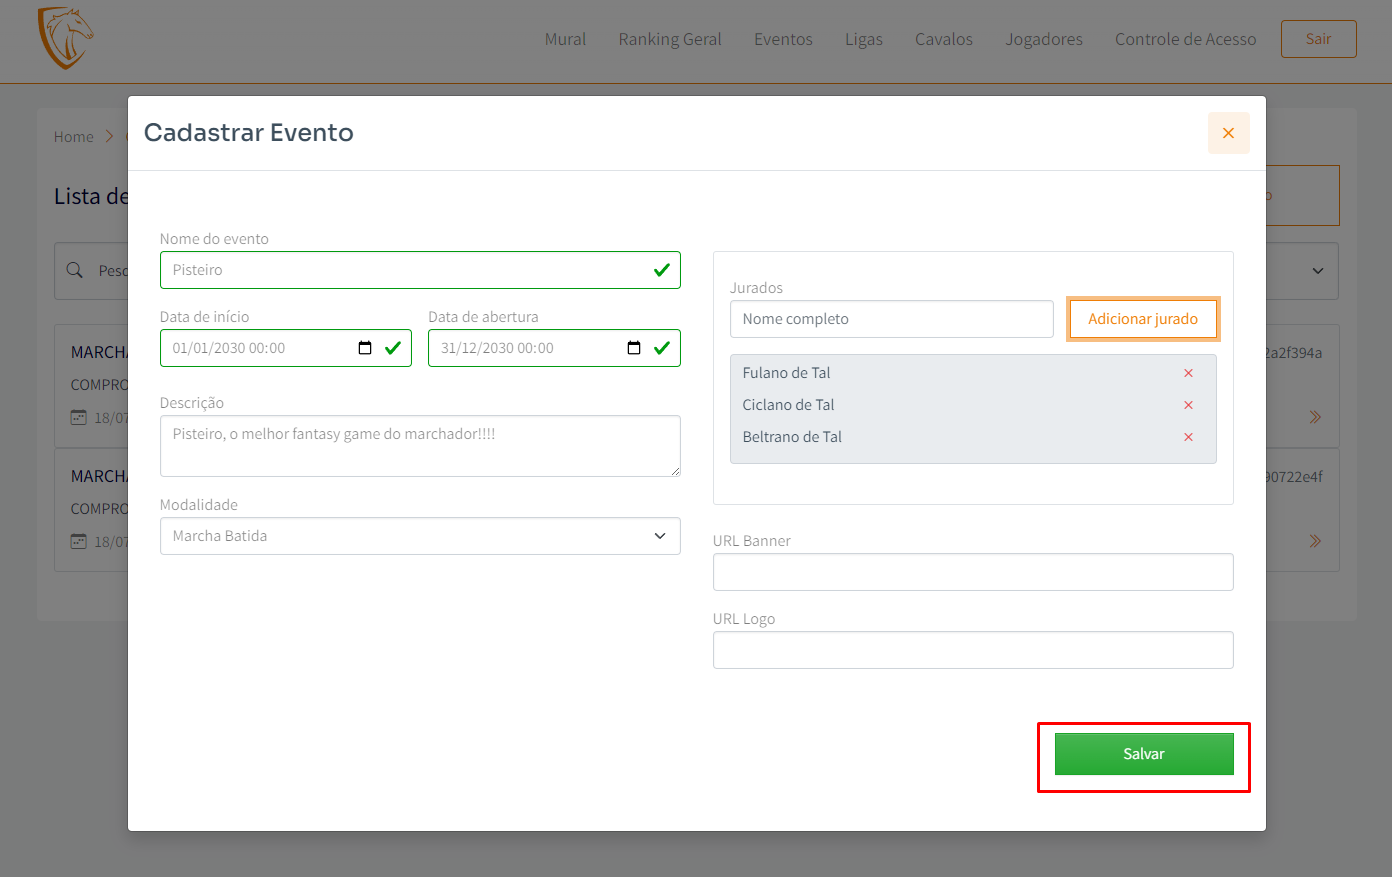 Mural Ranking Geral Eventos Ligas Cavalos Jogadores Controle de Acesso Sair
Home
Cadastrar Evento
Lista de
Nome do evento
Pisteiro
Data de início Data de abertura
01/01/2030 00:00 31/12/2030 00:00
Descrição
Pisteiro, o melhor fantasy game do marchador!!!!
Modalidade
Marcha Batida
Jurados
Nome completo Adicionar jurado
Fulano de Tal
Ciclano de Tal
Beltrano de Tal
URL Banner
URL Logo
Salvar
Pesc
MARCHA
COMPRO
18/07
2a2f394a
MARCHA
COMPRO
18/07
90722e4f